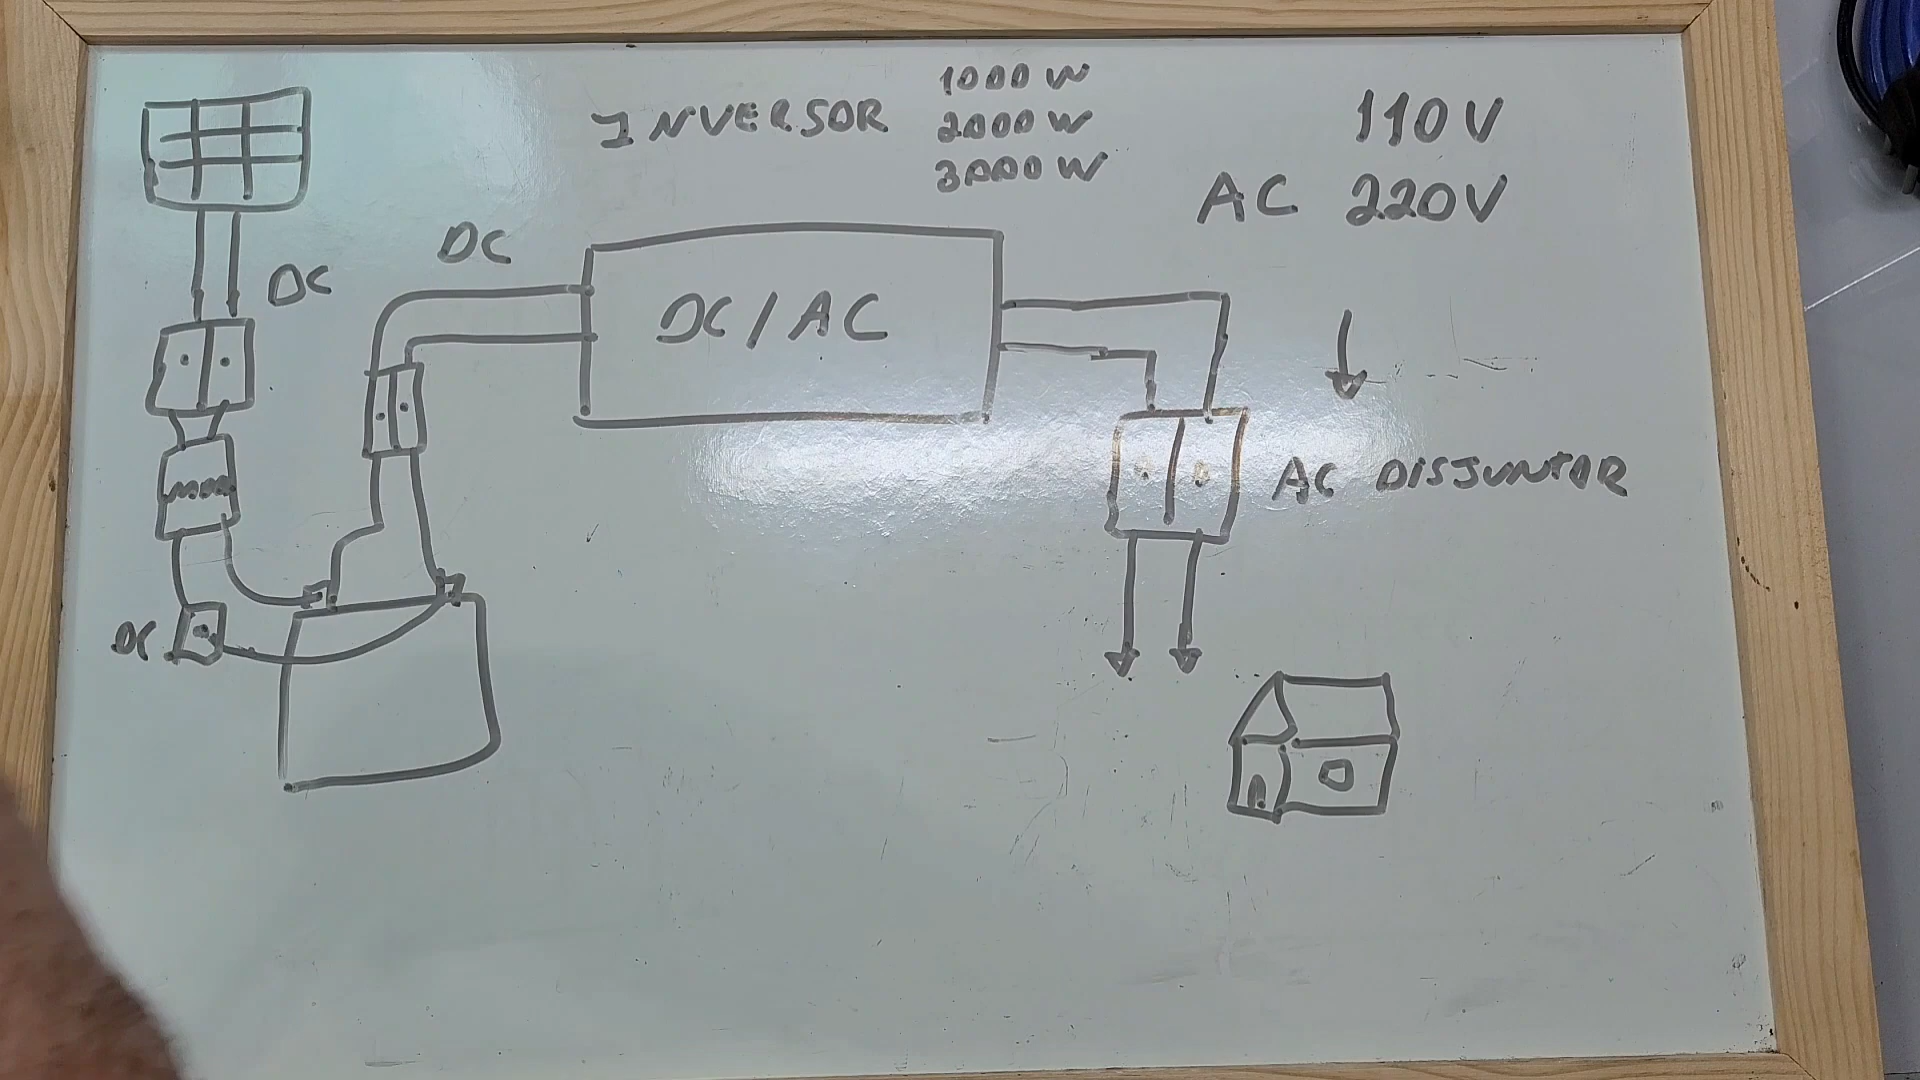 INVERSOR
1000 W
2000 W
3000 W
110 V
AC 220V
DC
DC
DC/AC
AC DISJUNTOR
DC